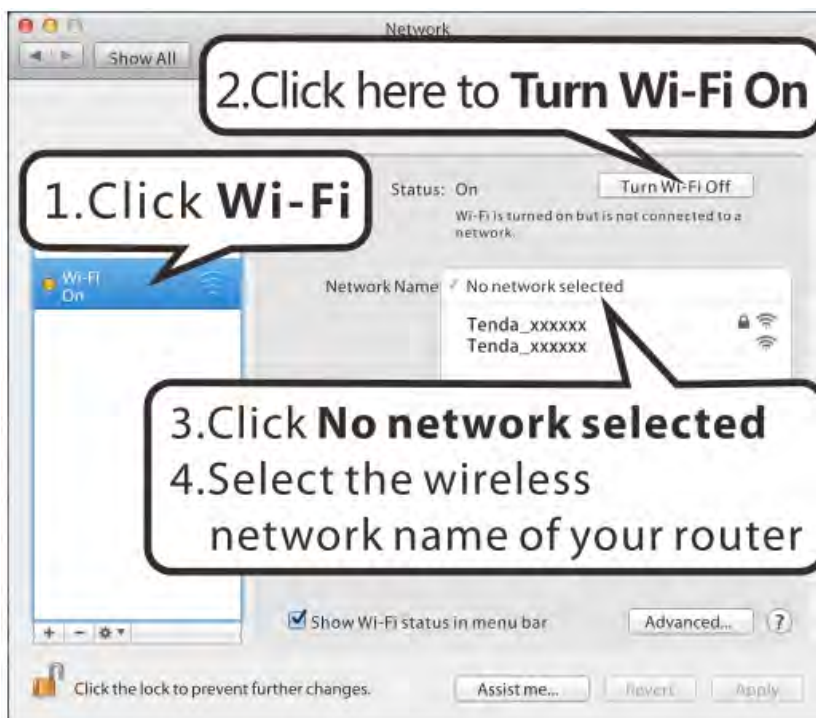 Network
Show All
2.Click here to Turn Wi-Fi On
1.Click Wi-Fi
Status: On
Turn Wi-Fi Off
Wi-Fi is turned on but is not connected to a
network.
Wi-Fi
On
Network Name
No network selected
Tenda_xxxxxx
Tenda_xxxxxx
3.Click No network selected
4.Select the wireless
network name of your router
Show Wi-Fi status in menu bar
Advanced...
?
Click the lock to prevent further changes.
Assist me...
Revert
Apply